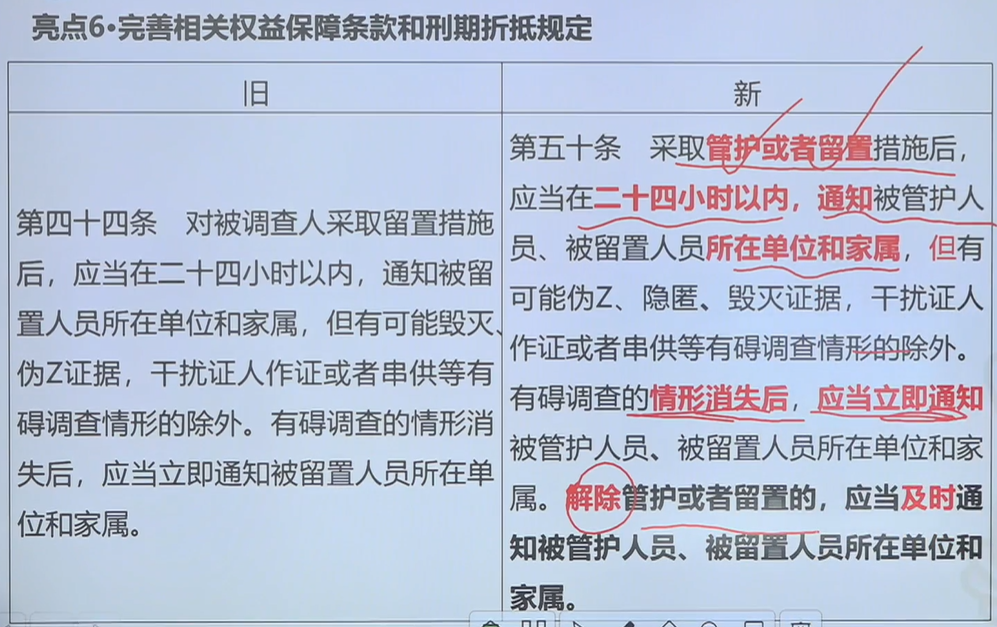 亮点6•完善相关权益保障条款和刑期折抵规定
旧
新
第四十四条　对被调查人采取留置措施
后，应当在二十四小时以内，通知被留
置人员所在单位和家属，但有可能毁灭、
伪Z证据，干扰证人作证或者串供等有
碍调查情形的除外。有碍调查的情形消
失后，应当立即通知被留置人员所在单
位和家属。
第五十条　采取管护或者留置措施后，
应当在二十四小时以内，通知被管护人
员、被留置人员所在单位和家属，但有
可能伪Z、隐匿、毁灭证据，干扰证人
作证或者串供等有碍调查情形的除外。
有碍调查的情形消失后，应当立即通知
被管护人员、被留置人员所在单位和家
属。解除管护或者留置的，应当及时通
知被管护人员、被留置人员所在单位和
家属。